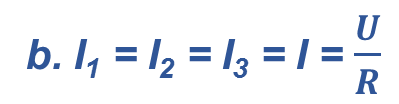 b. I₁ = I₂ = I₃ = I = U/R